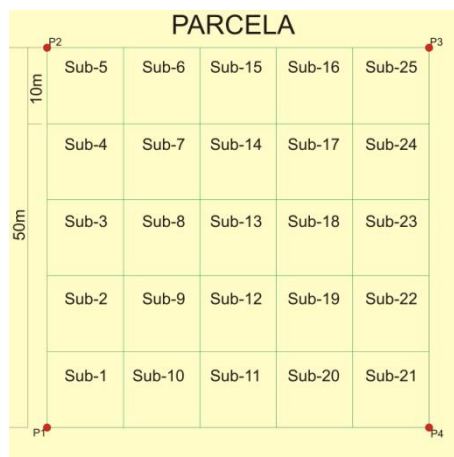 PARCELA
P2 P3
Sub-5 Sub-6 Sub-15 Sub-16 Sub-25
10m
Sub-4 Sub-7 Sub-14 Sub-17 Sub-24
50m
Sub-3 Sub-8 Sub-13 Sub-18 Sub-23
Sub-2 Sub-9 Sub-12 Sub-19 Sub-22
Sub-1 Sub-10 Sub-11 Sub-20 Sub-21
P1 P4